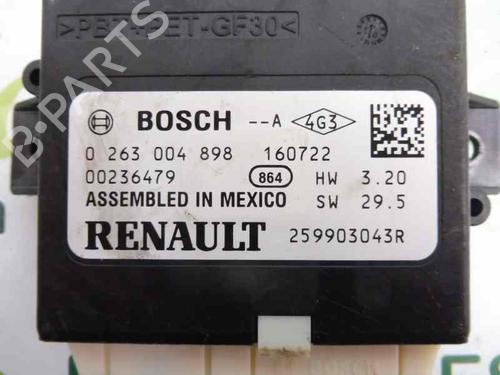 >PBT+PET-GF30<
BOSCH --A 4G3
0 263 004 898 160722
00236479 864 HW 3.20
ASSEMBLED IN MEXICO SW 29.5
RENAULT 259903043R